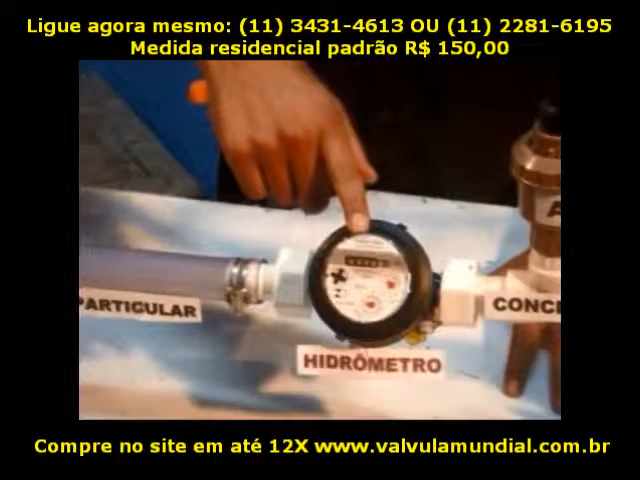 Ligue agora mesmo: (11) 3431-4613 OU (11) 2281-6195
Medida residencial padrão R$ 150,00
PARTICULAR
HIDRÔMETRO
Compre no site em até 12X www.valvulamundial.com.br